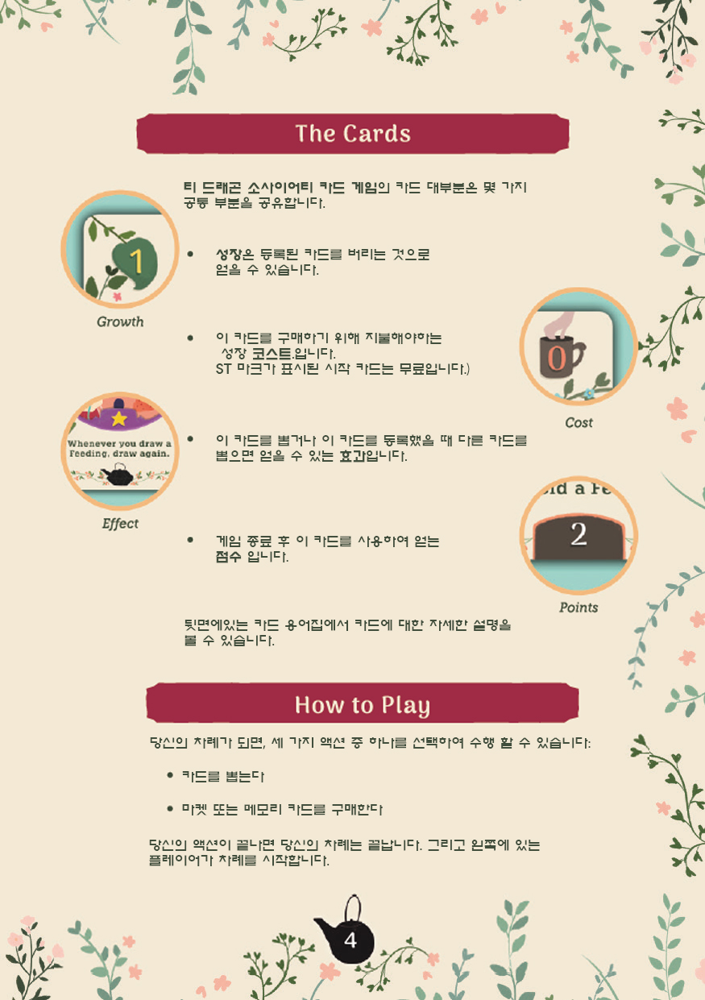 The Cards
티 드래곤 소사이어티 카드 게임의 카드 대부분은 몇 가지
공통 부분을 공유합니다.
1
Growth
• 성장은 등록된 카드를 버리는 것으로
얻을 수 있습니다.
• 이 카드를 구매하기 위해 지불해야하는
성장 코스트.입니다.
ST 마크가 표시된 시작 카드는 무료입니다.)
0
Cost
Whenever you draw a
Feeding, draw again.
Effect
• 이 카드를 뽑거나 이 카드를 등록했을 때 다른 카드를
뽑으면 얻을 수 있는 효과입니다.
2
Points
• 게임 종료 후 이 카드를 사용하여 얻는
점수 입니다.
뒷면에있는 카드 용어집에서 카드에 대한 자세한 설명을
볼 수 있습니다.
How to Play
당신의 차례가 되면, 세 가지 액션 중 하나를 선택하여 수행 할 수 있습니다:
• 카드를 뽑는다
• 마켓 또는 메모리 카드를 구매한다
당신의 액션이 끝나면 당신의 차례는 끝납니다. 그리고 왼쪽에 있는
플레이어가 차례를 시작합니다.
4